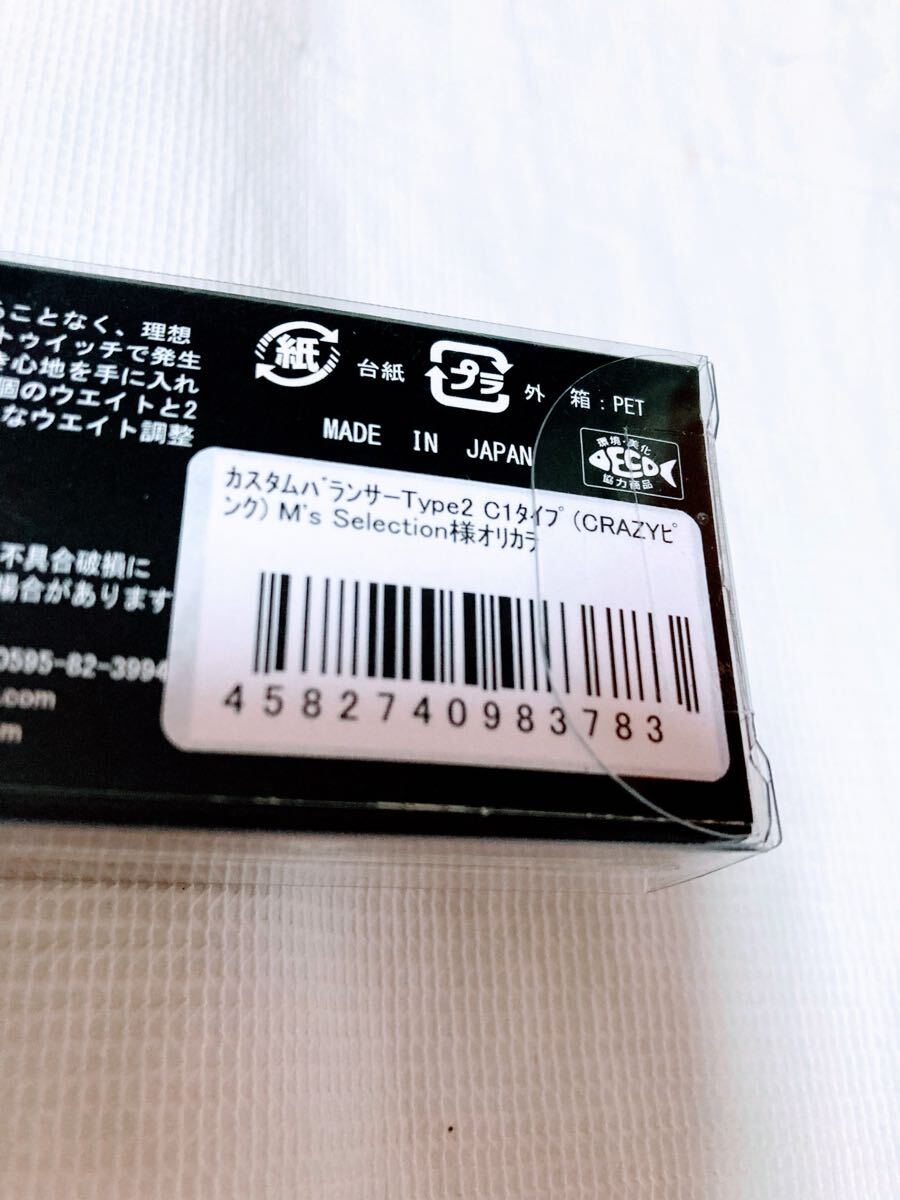 ることなく、理想
トゥイッチで発生
き心地を手に入れ
個のウエイトと2
なウエイト調整
紙
台紙
プラ
外 箱：PET
MADE IN JAPAN
環境・美化
ECO
協力商品
カスタムバランサーType2 C1タイプ (CRAZYピ
ンク) M's Selection様オリカラ
4582740983783
不具合破損に
場合があります
0595-82-3994
.com
m